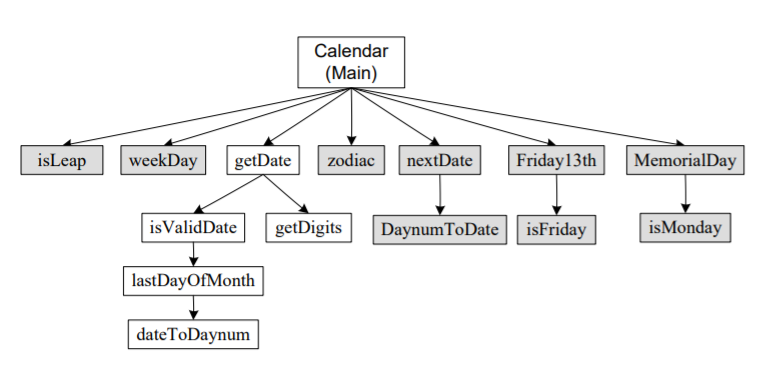 Calendar
(Main)
isLeap
weekDay
getDate
zodiac
nextDate
Friday13th
MemorialDay
isValidDate
getDigits
DaynumToDate
isFriday
isMonday
lastDayOfMonth
dateToDaynum